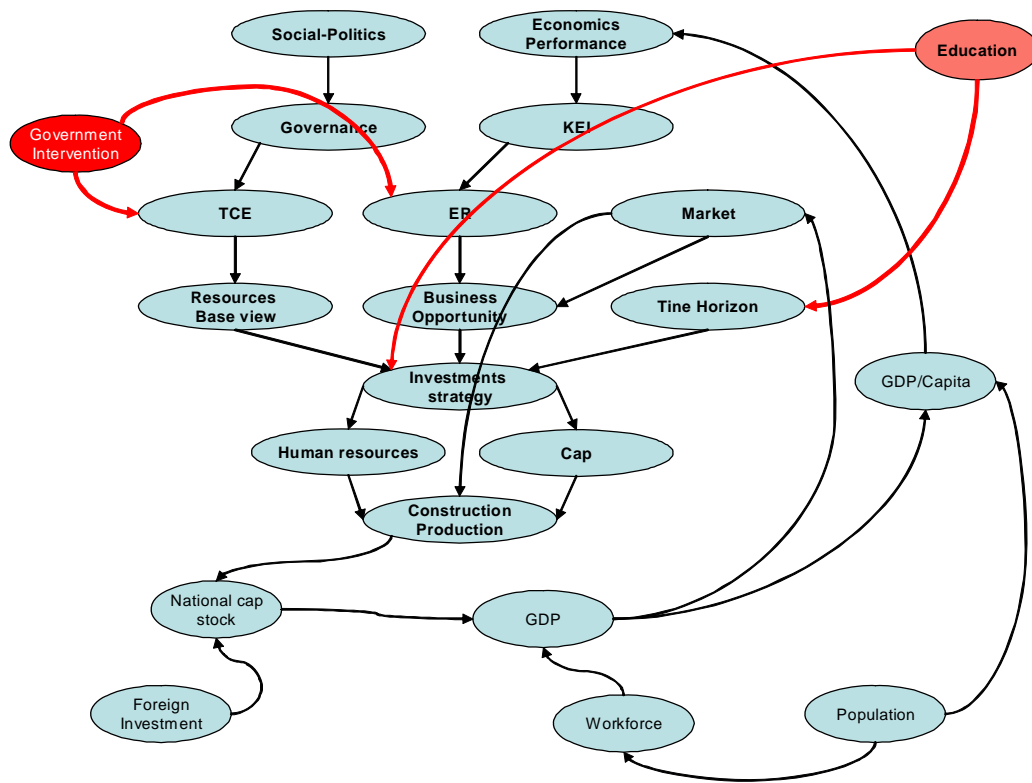 Social-Politics
Economics
Performance
Education
Government
Intervention
Governance
KEI
TCE
ER
Market
Resources
Base view
Business
Opportunity
Tine Horizon
Investments
strategy
GDP/Capita
Human resources
Cap
Construction
Production
National cap
stock
GDP
Foreign
Investment
Workforce
Population